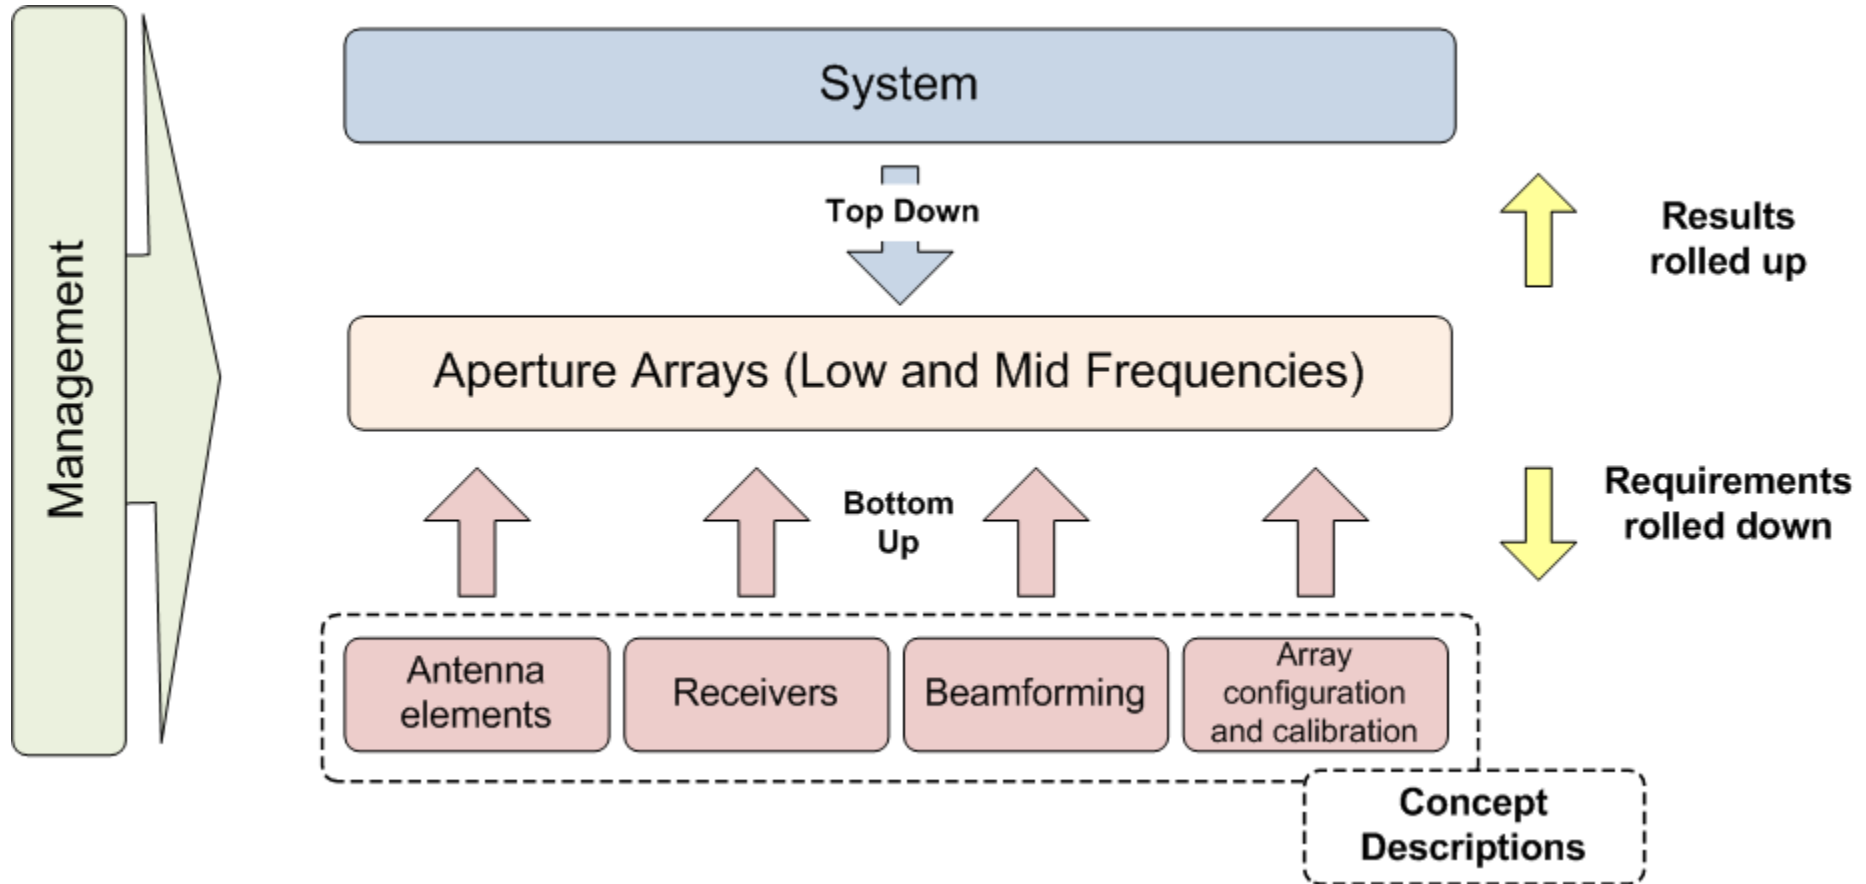 Management
System
Top Down
Results
rolled up
Aperture Arrays (Low and Mid Frequencies)
Bottom
Up
Requirements
rolled down
Antenna
elements
Receivers
Beamforming
Array
configuration
and calibration
Concept
Descriptions